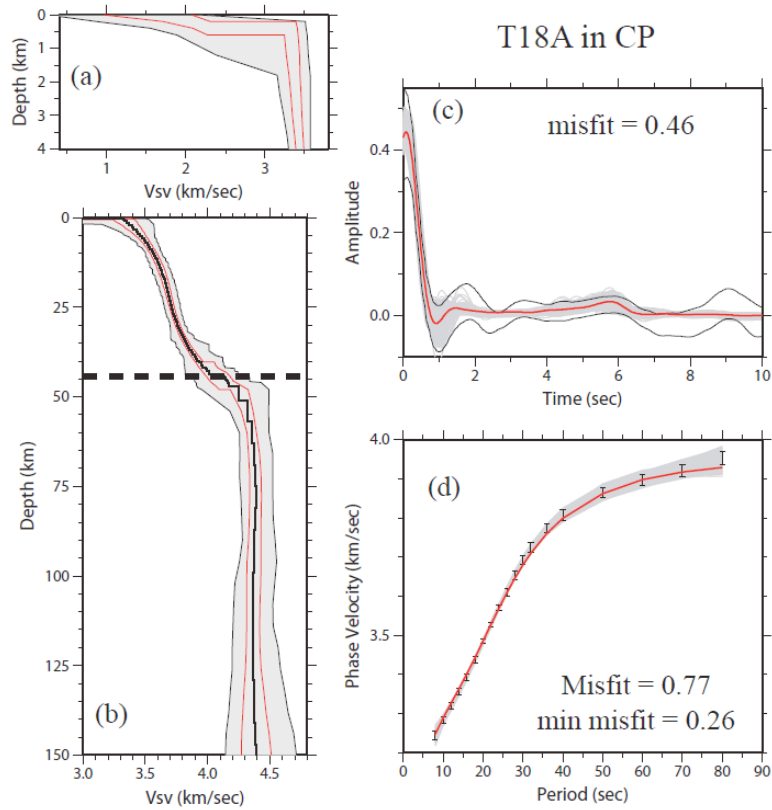 T18A in CP
0
1
2
3
4
Depth (km)
(a)
1
2
3
Vsv (km/sec)
0
25
50
75
100
125
150
Depth (km)
(b)
3.0
3.5
4.0
4.5
Vsv (km/sec)
(c)
misfit = 0.46
0.4
0.2
0.0
Amplitude
0
2
4
6
8
10
Time (sec)
(d)
4.0
3.5
Phase Velocity (km/sec)
Misfit = 0.77
min misfit = 0.26
0
10
20
30
40
50
60
70
80
90
Period (sec)